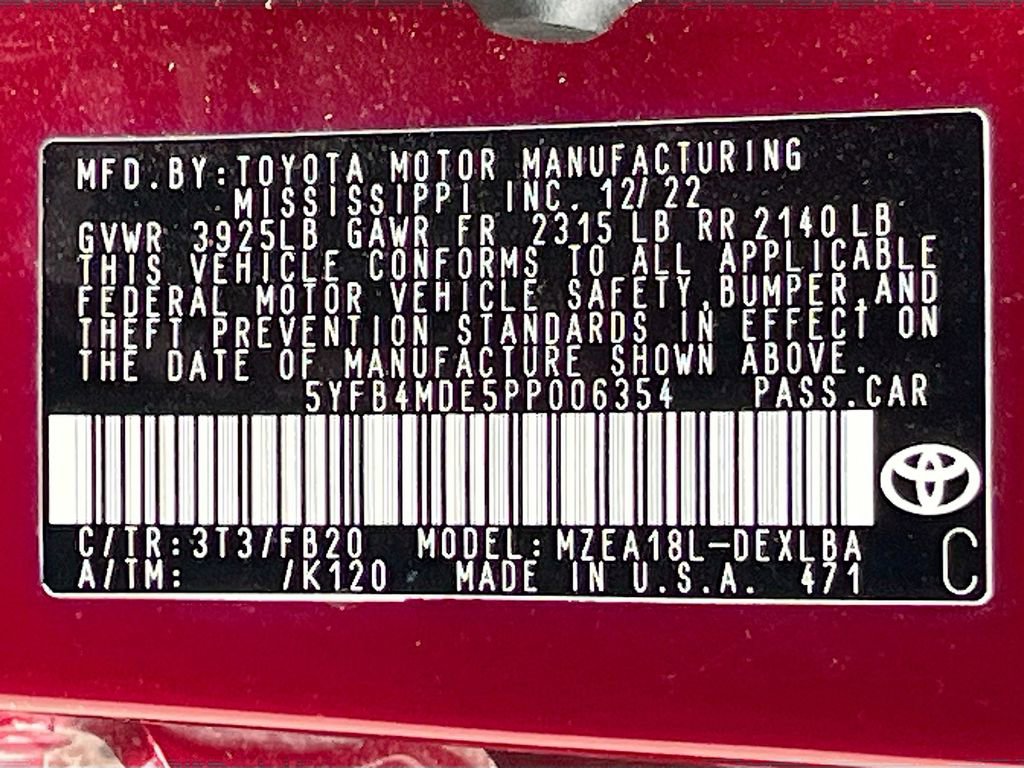 MFD.BY:TOYOTA MOTOR MANUFACTURING
MISSISSIPPI INC. 12/22
GVWR 3925LB GAWR FR 2315 LB RR 2140 LB
THIS VEHICLE CONFORMS TO ALL APPLICABLE
FEDERAL MOTOR VEHICLE SAFETY,BUMPER,AND
THEFT PREVENTION STANDARDS IN EFFECT ON
THE DATE OF MANUFACTURE SHOWN ABOVE.
5YFB4MDE5PP006354 PASS.CAR
C/TR:3T3/FB20 MODEL:MZEA18L-DEXLBA
A/TM: /K120 MADE IN U.S.A. 471 C